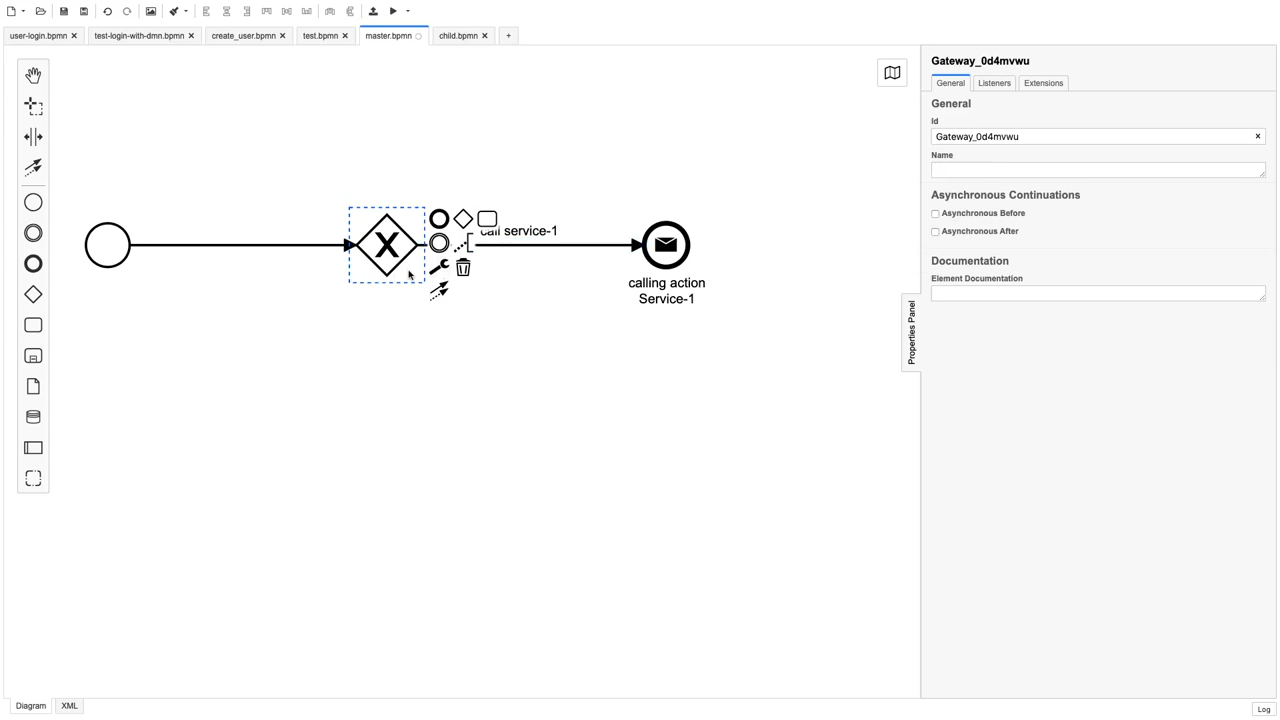 user-login.bpmn
test-login-with-dmn.bpmn
create_user.bpmn
test.bpmn
master.bpmn
child.bpmn
+
Gateway_0d4mvwu
General
Listeners
Extensions
General
Id
Gateway_0d4mvwu
Name
Asynchronous Continuations
Asynchronous Before
Asynchronous After
Documentation
Element Documentation
Properties Panel
X
call service-1
calling action
Service-1
Diagram
XML
Log